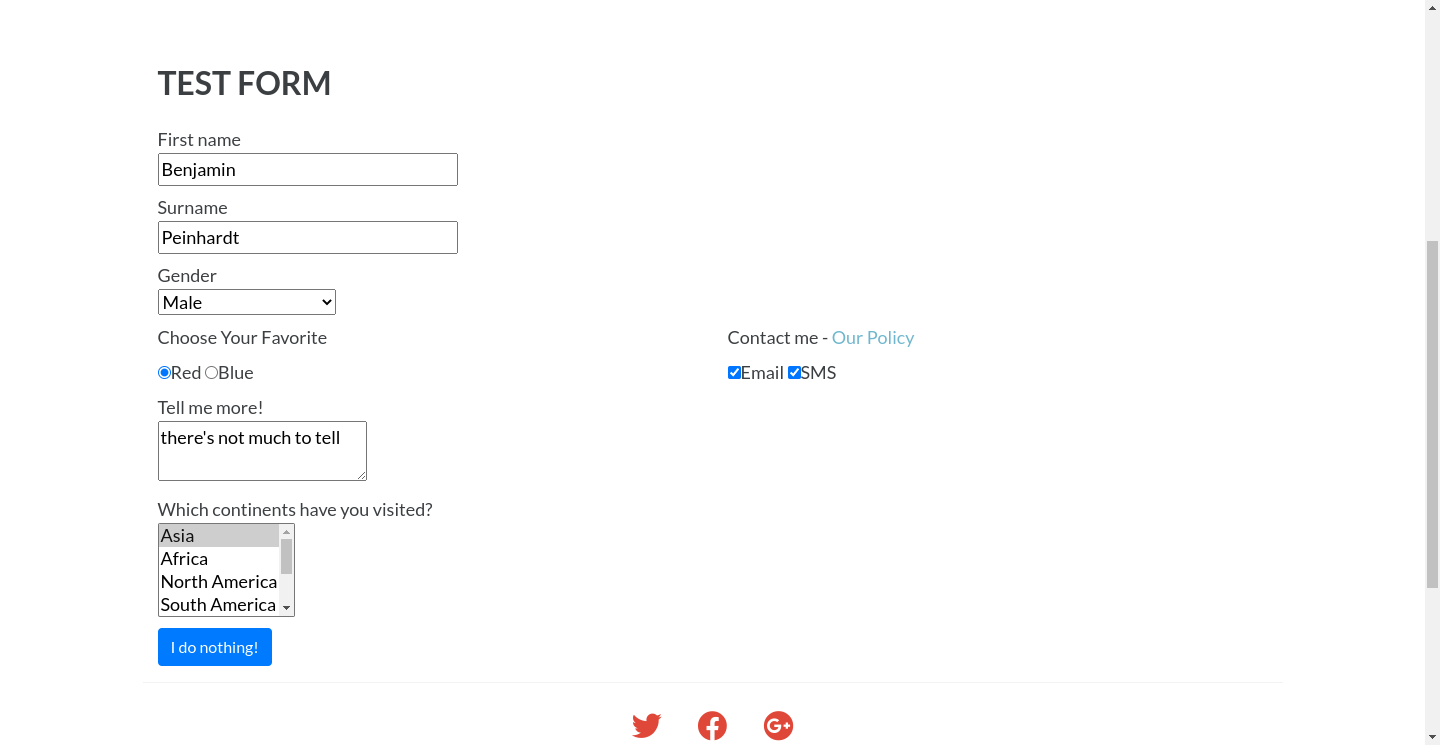 TEST FORM
First name
Benjamin
Surname
Peinhardt
Gender
Male
Choose Your Favorite
Red Blue
Contact me - Our Policy
Email SMS
Tell me more!
there's not much to tell
Which continents have you visited?
Asia
Africa
North America
South America
I do nothing!